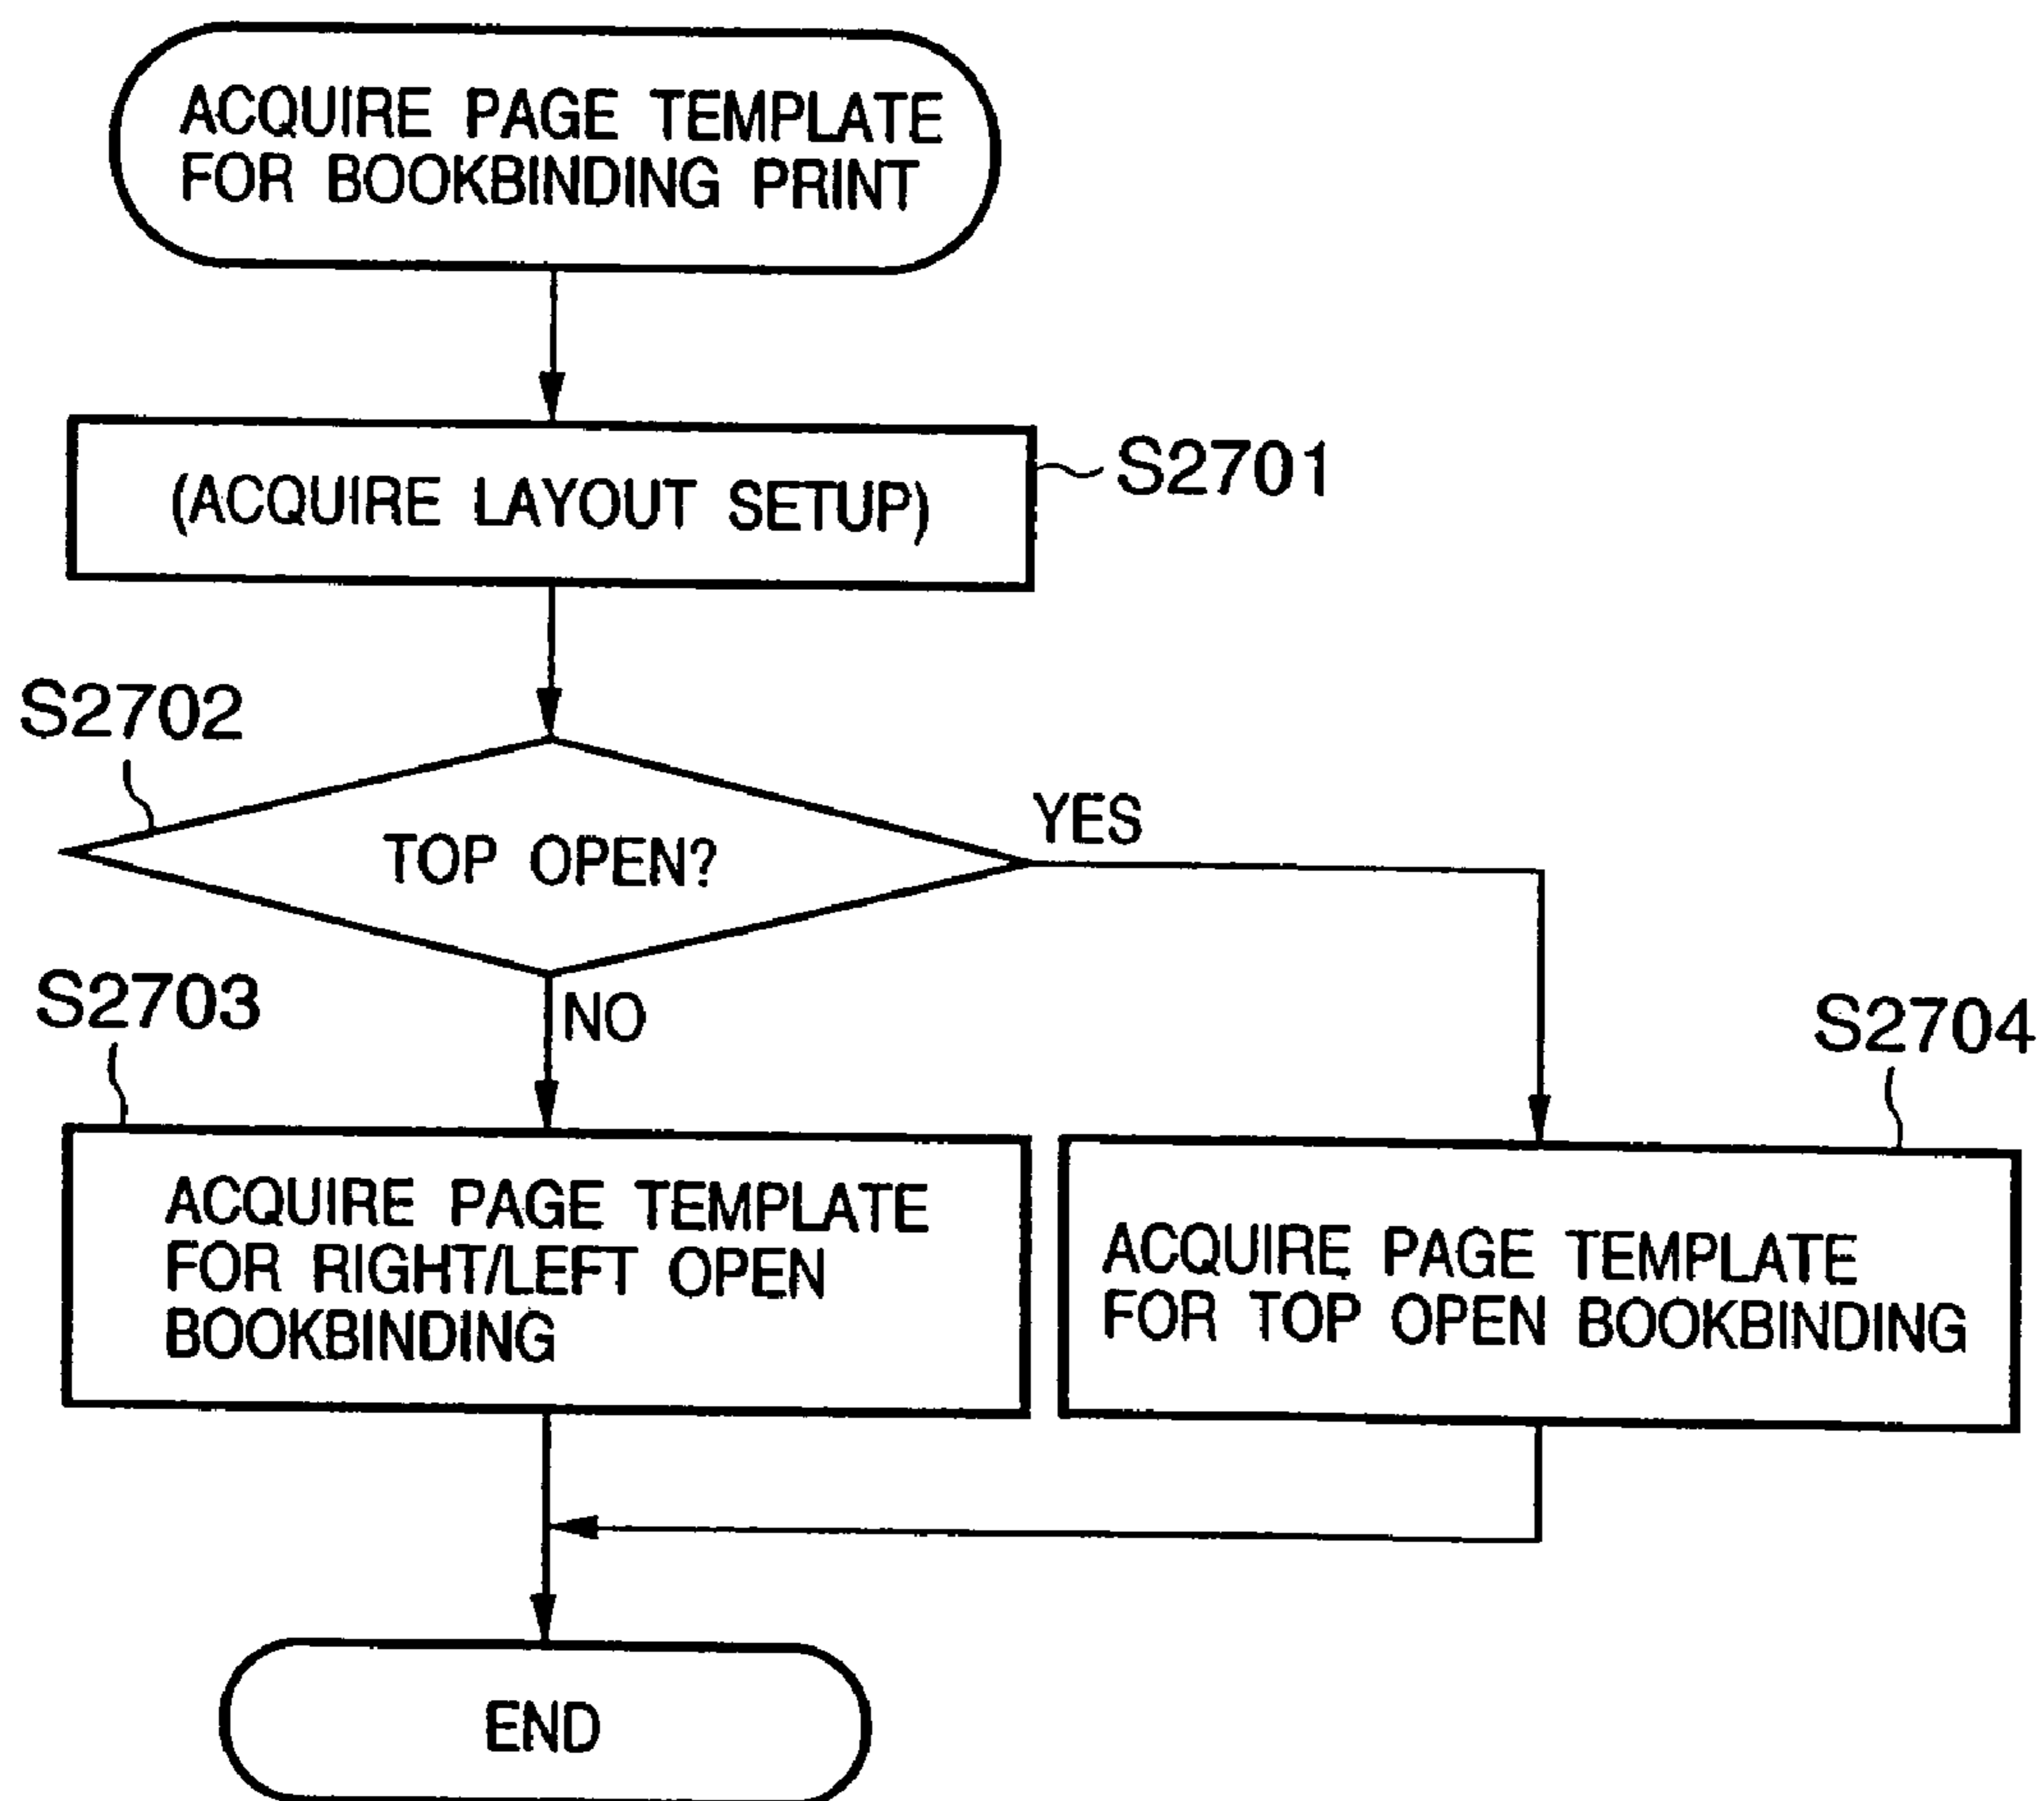 ACQUIRE PAGE TEMPLATE
FOR BOOKBINDING PRINT
(ACQUIRE LAYOUT SETUP)
S2701
S2702
TOP OPEN?
YES
NO
S2703
ACQUIRE PAGE TEMPLATE
FOR RIGHT/LEFT OPEN
BOOKBINDING
S2704
ACQUIRE PAGE TEMPLATE
FOR TOP OPEN BOOKBINDING
END